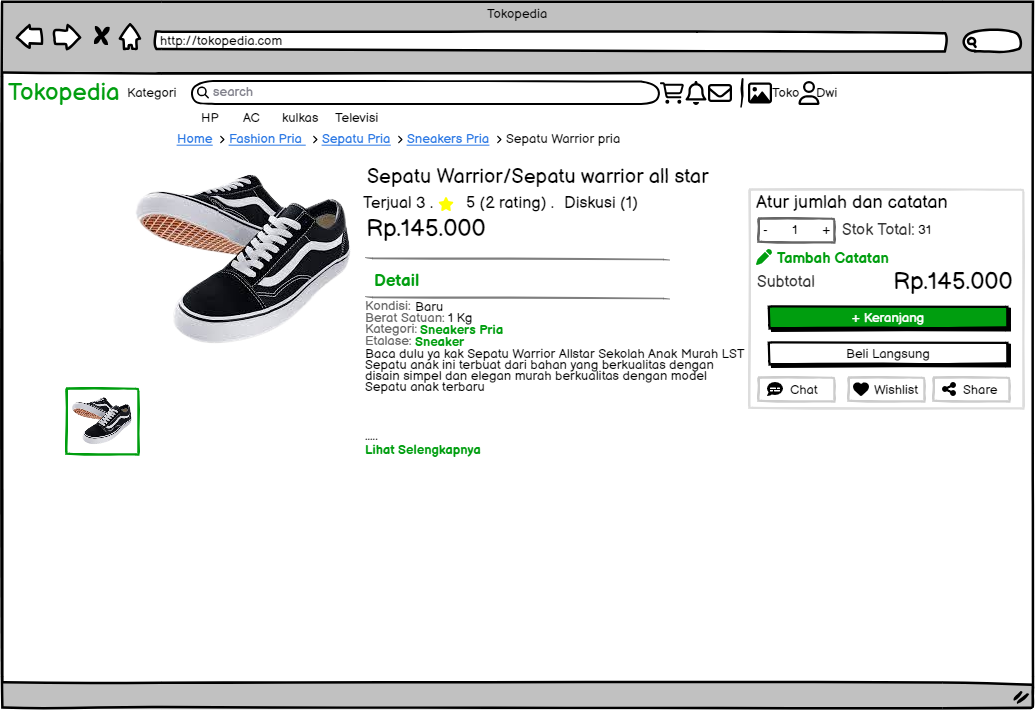 Tokopedia
http://tokopedia.com
Tokopedia Kategori search Toko Dwi
HP AC kulkas Televisi
Home > Fashion Pria > Sepatu Pria > Sneakers Pria > Sepatu Warrior pria
Sepatu Warrior/Sepatu warrior all star
Terjual 3 . 5 (2 rating) . Diskusi (1)
Rp.145.000
Detail
Kondisi: Baru
Berat Satuan: 1 Kg
Kategori: Sneakers Pria
Etalase: Sneaker
Baca dulu ya kak Sepatu Warrior Allstar Sekolah Anak Murah LST
Sepatu anak ini terbuat dari bahan yang berkualitas dengan
disain simpel dan elegan murah berkualitas dengan model
Sepatu anak terbaru
.....
Lihat Selengkapnya
Atur jumlah dan catatan
- 1 + Stok Total: 31
Tambah Catatan
Subtotal Rp.145.000
+ Keranjang
Beli Langsung
Chat Wishlist Share